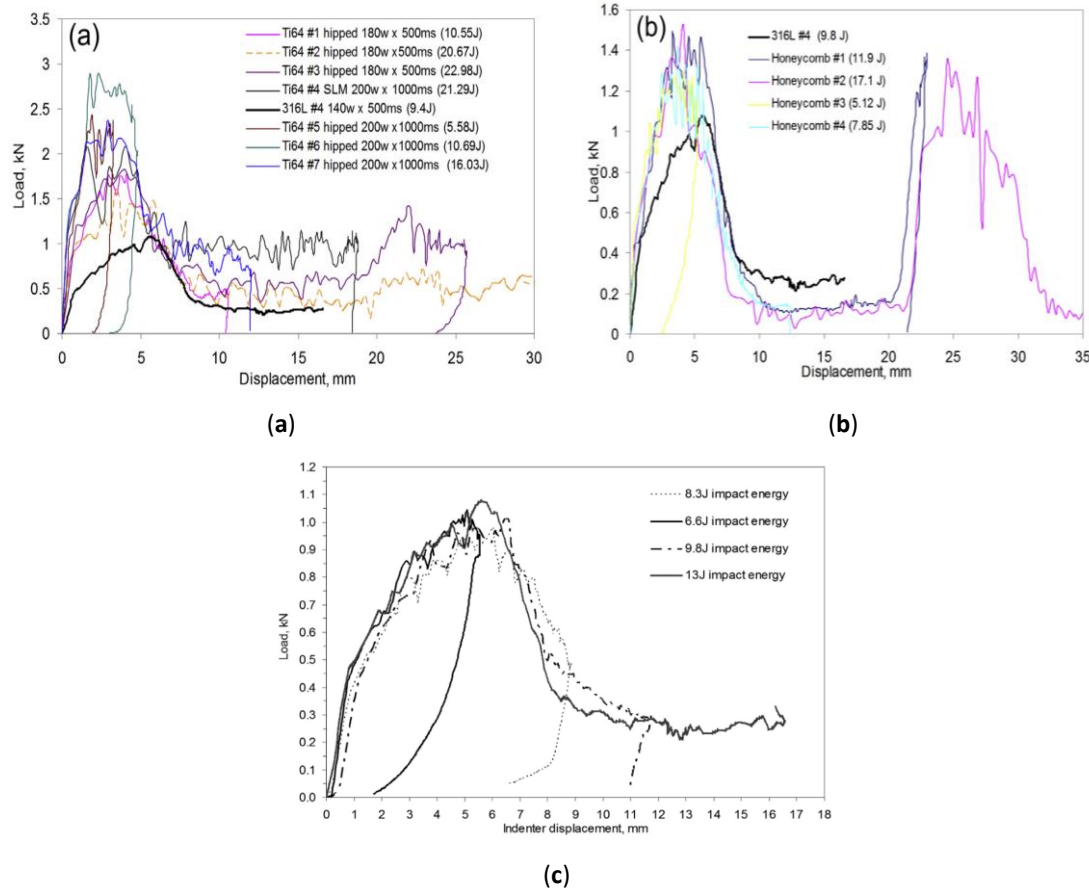 (a)
Ti64 #1 hipped 180w x 500ms (10.55J)
Ti64 #2 hipped 180w x500ms (20.67J)
Ti64 #3 hipped 180w x 500ms (22.98J)
Ti64 #4 SLM 200w x 1000ms (21.29J)
316L #4 140w x 500ms (9.4J)
Ti64 #5 hipped 200w x1000ms (5.58J)
Ti64 #6 hipped 200w x1000ms (10.69J)
Ti64 #7 hipped 200w x1000ms (16.03J)
Load, kN
3.5
3
2.5
2
1.5
1
0.5
0
0 5 10 15 20 25 30
Displacement, mm
(b)
316L #4 (9.8 J)
Honeycomb #1 (11.9 J)
Honeycomb #2 (17.1 J)
Honeycomb #3 (5.12 J)
Honeycomb #4 (7.85 J)
Load, kN
1.6
1.4
1.2
1
0.8
0.6
0.4
0.2
0
0 5 10 15 20 25 30 35
Displacement, mm
(a) (b)
8.3J impact energy
6.6J impact energy
9.8J impact energy
13J impact energy
Load, kN
1.2
1.1
1.0
0.9
0.8
0.7
0.6
0.5
0.4
0.3
0.2
0.1
0.0
0 1 2 3 4 5 6 7 8 9 10 11 12 13 14 15 16 17 18
Indenter displacement, mm
(c)